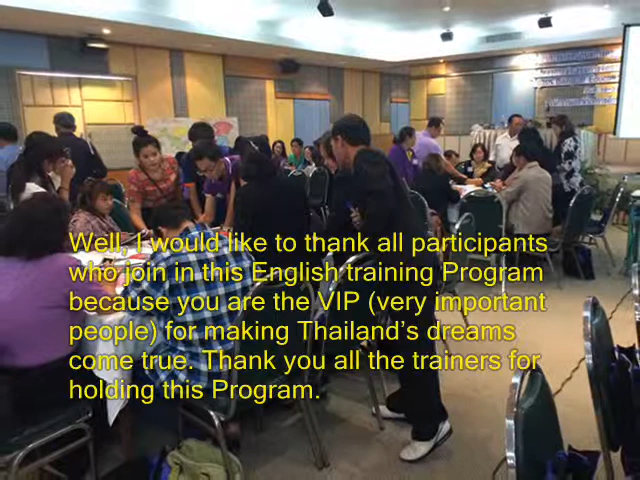 Well, I would like to thank all participants
who join in this English training Program
because you are the VIP (very important
people) for making Thailand’s dreams
come true. Thank you all the trainers for
holding this Program.